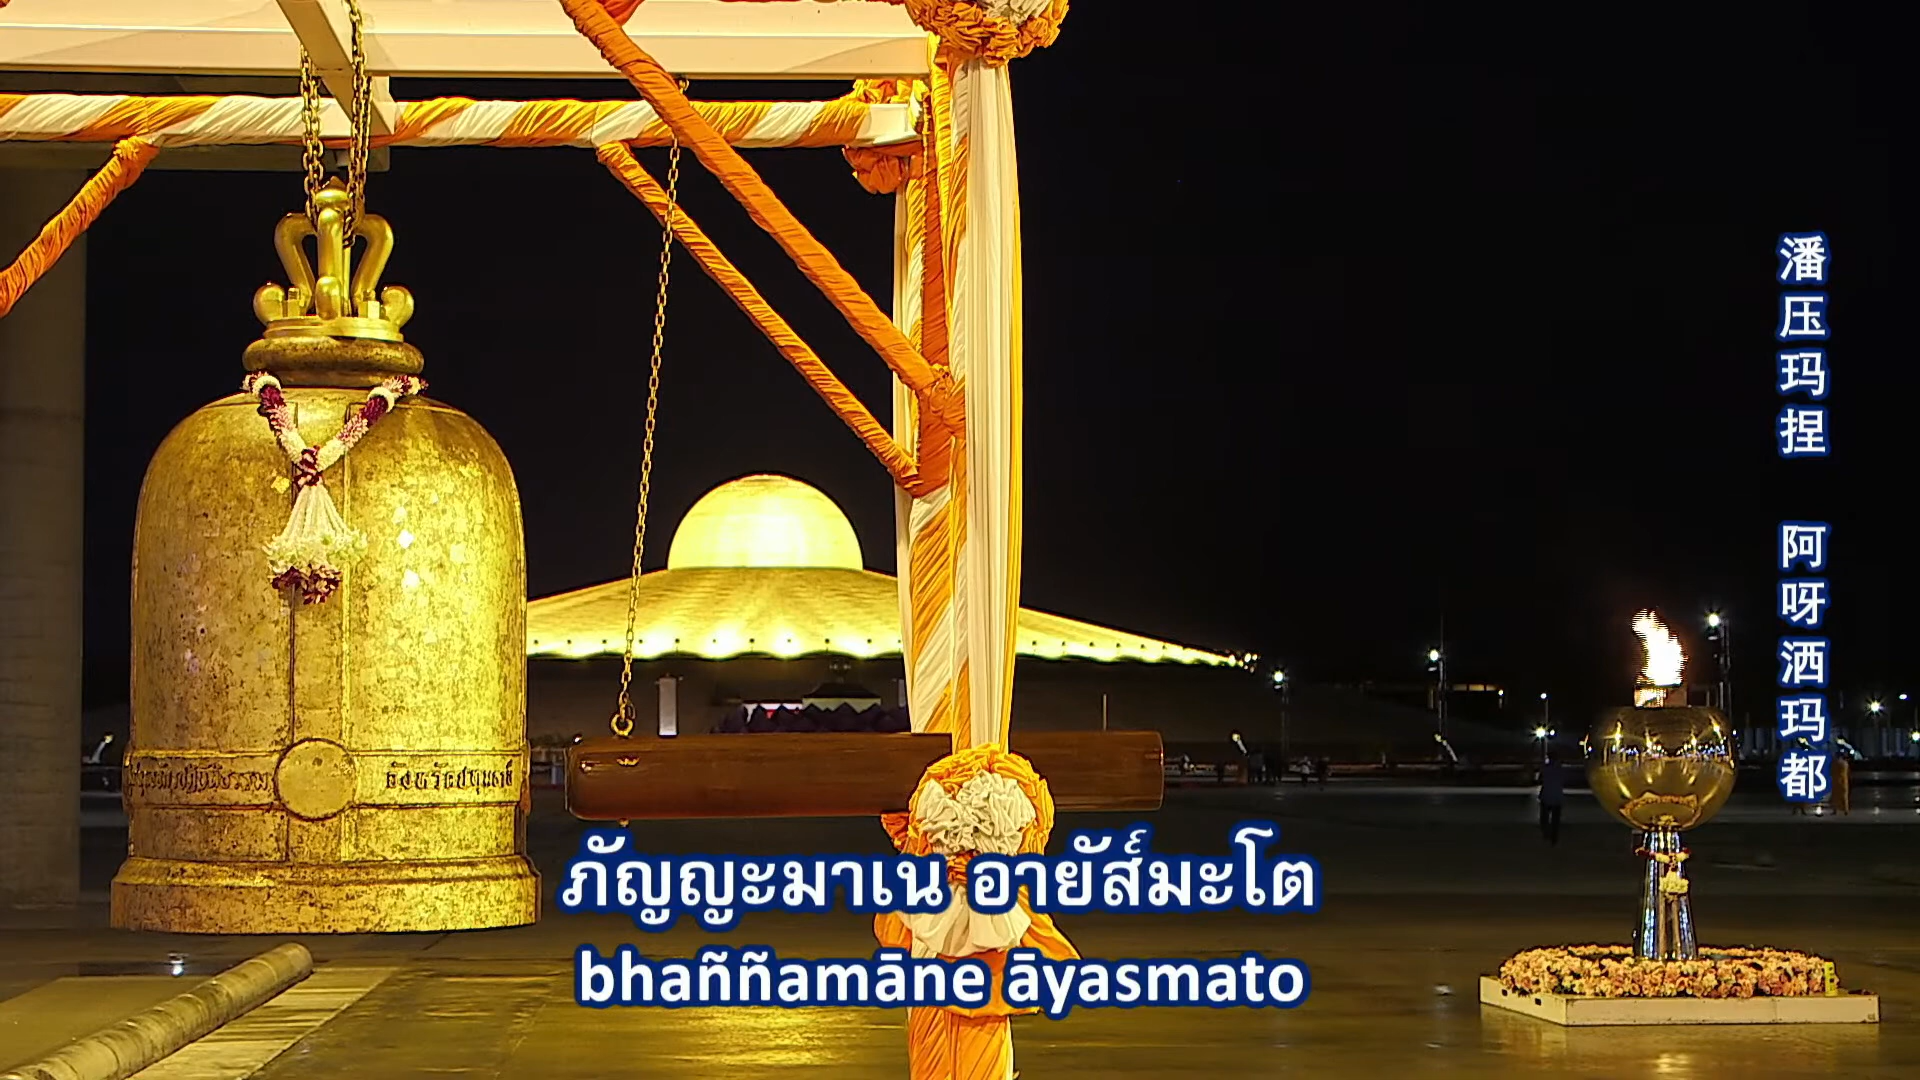 ภัญญะมาเน อายัส์มะโต
bhaññamāne āyasmato
潘压玛捏 阿呀洒玛都